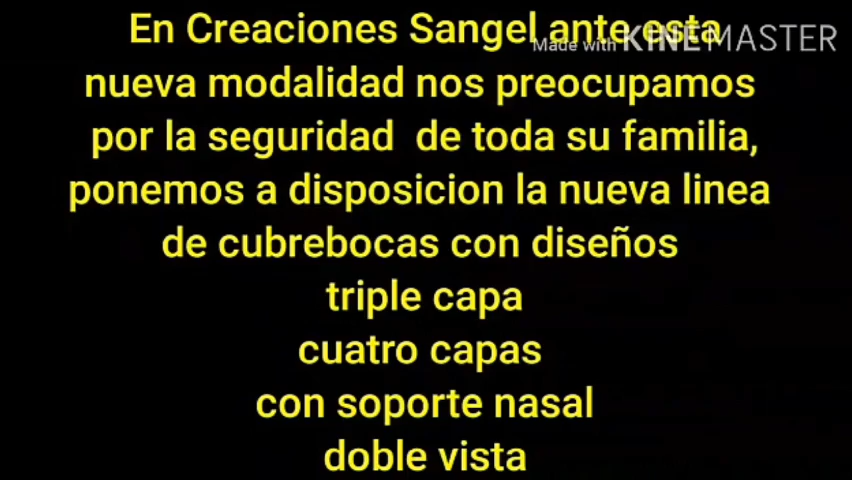 En Creaciones Sangel ante esta
Made with KINEMASTER
nueva modalidad nos preocupamos
por la seguridad de toda su familia,
ponemos a disposicion la nueva linea
de cubrebocas con diseños
triple capa
cuatro capas
con soporte nasal
doble vista